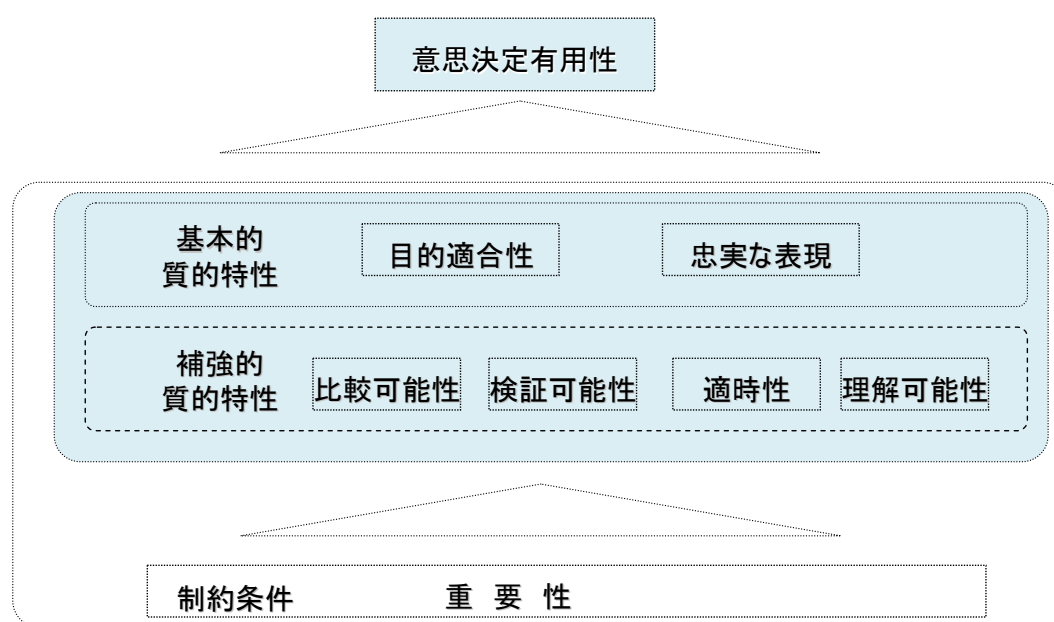 意思決定有用性
基本的
質的特性
目的適合性
忠実な表現
補強的
質的特性
比較可能性
検証可能性
適時性
理解可能性
制約条件
重 要 性